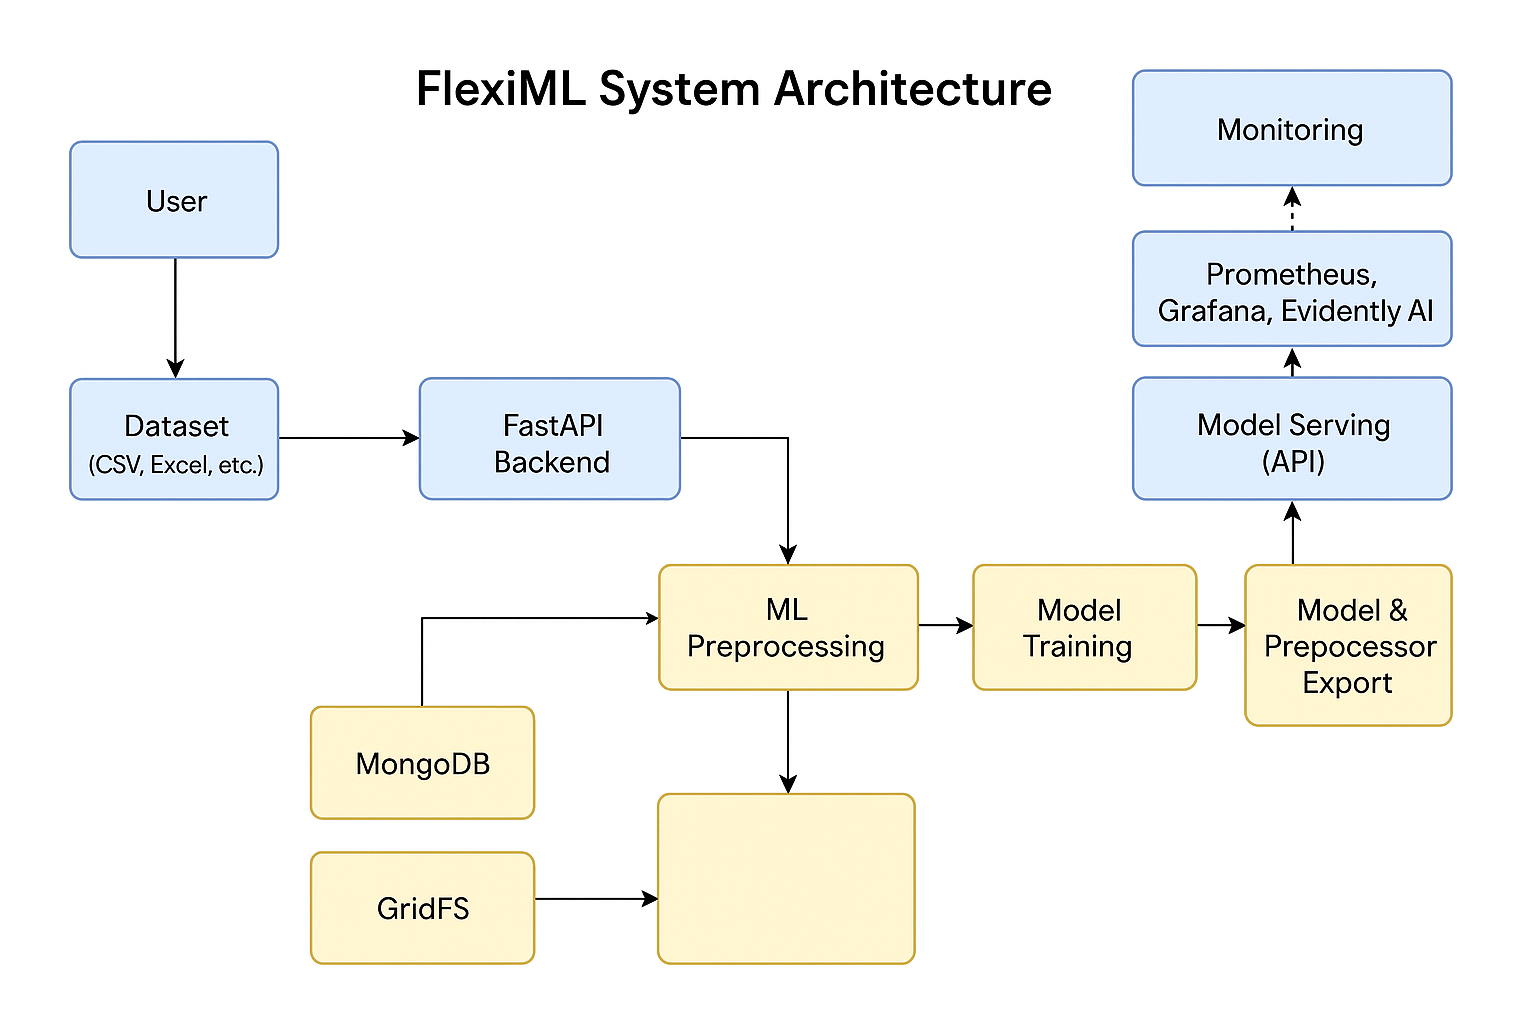 FlexiML System Architecture
Monitoring
User
Prometheus,
Grafana, Evidently AI
Dataset
(CSV, Excel, etc.)
FastAPI
Backend
Model Serving
(API)
ML
Preprocessing
Model
Training
Model &
Prepocessor
Export
MongoDB
GridFS